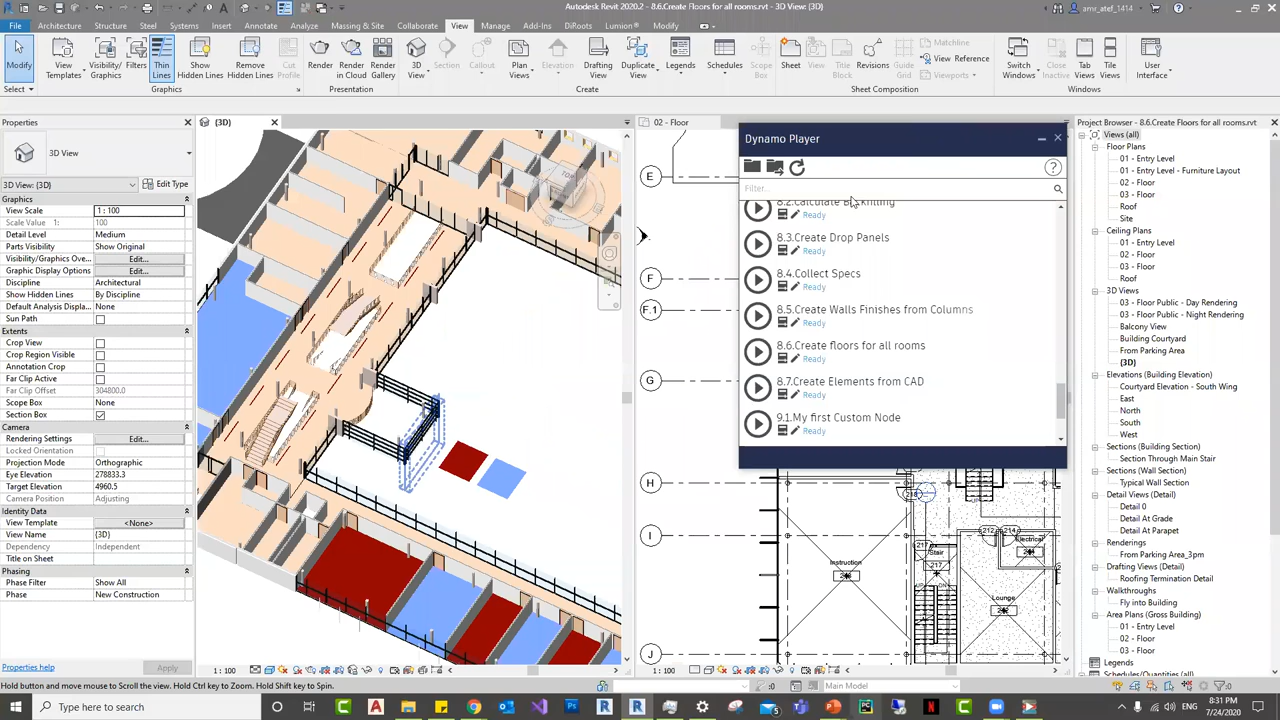 Autodesk Revit 2020.2 - 8.6.Create Floors for all rooms.rvt - 3D View: {3D}
amr_atef_1414
File Architecture Structure Steel Systems Insert Annotate Analyze Massing & Site Collaborate View Manage Add-Ins DiRoots Lumion® Modify
Modify
View Templates
Visibility/ Graphics
Filters
Thin Lines
Show Hidden Lines
Remove Hidden Lines
Cut Profile
Render
Render in Cloud
Render Gallery
3D View
Section
Callout
Plan Views
Elevation
Drafting View
Duplicate View
Legends
Schedules
Scope Box
Sheet
View
Title Block
Revisions
Guide Grid
Matchline
View Reference
Viewports
Switch Windows
Close Inactive
Tab Views
Tile Views
User Interface
Select Graphics Presentation Create Sheet Composition Windows
Properties
3D View
3D View: {3D}
Edit Type
Graphics
View Scale 1 : 100
Scale Value 1: 100
Detail Level Medium
Parts Visibility Show Original
Visibility/Graphics Ove... Edit...
Graphic Display Options Edit...
Discipline Architectural
Show Hidden Lines By Discipline
Default Analysis Displa... None
Sun Path
Extents
Crop View
Crop Region Visible
Annotation Crop
Far Clip Active
Far Clip Offset 304800.0
Scope Box None
Section Box
Camera
Rendering Settings Edit...
Locked Orientation
Projection Mode Orthographic
Eye Elevation 278833.3
Target Elevation 4960.5
Camera Position Adjusting
Identity Data
View Template <None>
View Name {3D}
Dependency Independent
Title on Sheet
Phasing
Phase Filter Show All
Phase New Construction
Properties help
Apply
{3D}
TOP
02 - Floor
E
F
F.1
G
H
I
J
Dynamo Player
Filter...
8.2.Calculate Backfilling
Ready
8.3.Create Drop Panels
Ready
8.4.Collect Specs
Ready
8.5.Create Walls Finishes from Columns
Ready
8.6.Create floors for all rooms
Ready
8.7.Create Elements from CAD
Ready
9.1.My first Custom Node
Ready
Instruction
Stair
217
212
214
Electrical
Lounge
Project Browser - 8.6.Create Floors for all rooms.rvt
Views (all)
Floor Plans
01 - Entry Level
01 - Entry Level - Furniture Layout
02 - Floor
03 - Floor
Roof
Site
Ceiling Plans
01 - Entry Level
02 - Floor
03 - Floor
Roof
3D Views
03 - Floor Public - Day Rendering
03 - Floor Public - Night Rendering
Balcony View
Building Courtyard
From Parking Area
{3D}
Elevations (Building Elevation)
Courtyard Elevation - South Wing
East
North
South
West
Sections (Building Section)
Section Through Main Stair
Sections (Wall Section)
Typical Wall Section
Detail Views (Detail)
Detail 0
Detail At Grade
Detail At Parapet
Renderings
From Parking Area_3pm
Drafting Views (Detail)
Roofing Termination Detail
Walkthroughs
Fly into Building
Area Plans (Gross Building)
01 - Entry Level
02 - Floor
03 - Floor
Legends
Schedules/Quantities (all)
1 : 100
1 : 100
Hold buttons down and move mouse to Scroll the view. Hold Ctrl key to Zoom. Hold Shift key to Spin.
:0
Main Model
:0
Type here to search
8:31 PM
7/24/2020